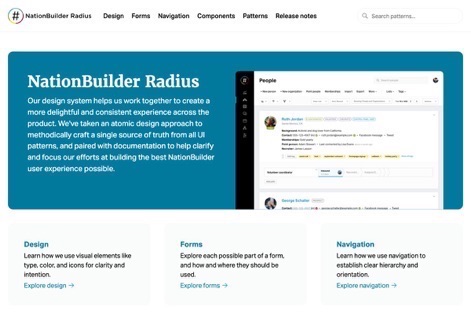 NationBuilder Radius Design Forms Navigation Components Patterns Release notes Search patterns...
NationBuilder Radius
Our design system helps us work together to create a
more delightful and consistent experience across the
product. We've taken an atomic design approach to
methodically craft a single source of truth from all UI
patterns, and paired with documentation to help clarify
and focus our efforts at building the best NationBuilder
user experience possible.
People
Ruth Jordan
George Schaffer
Design
Learn how we use visual elements like
type, color, and icons for clarity and
intention.
Explore design →
Forms
Explore each possible part of a form,
and how and where they should be
used.
Explore forms →
Navigation
Learn how we use navigation to
establish clear hierarchy and
orientation.
Explore navigation →